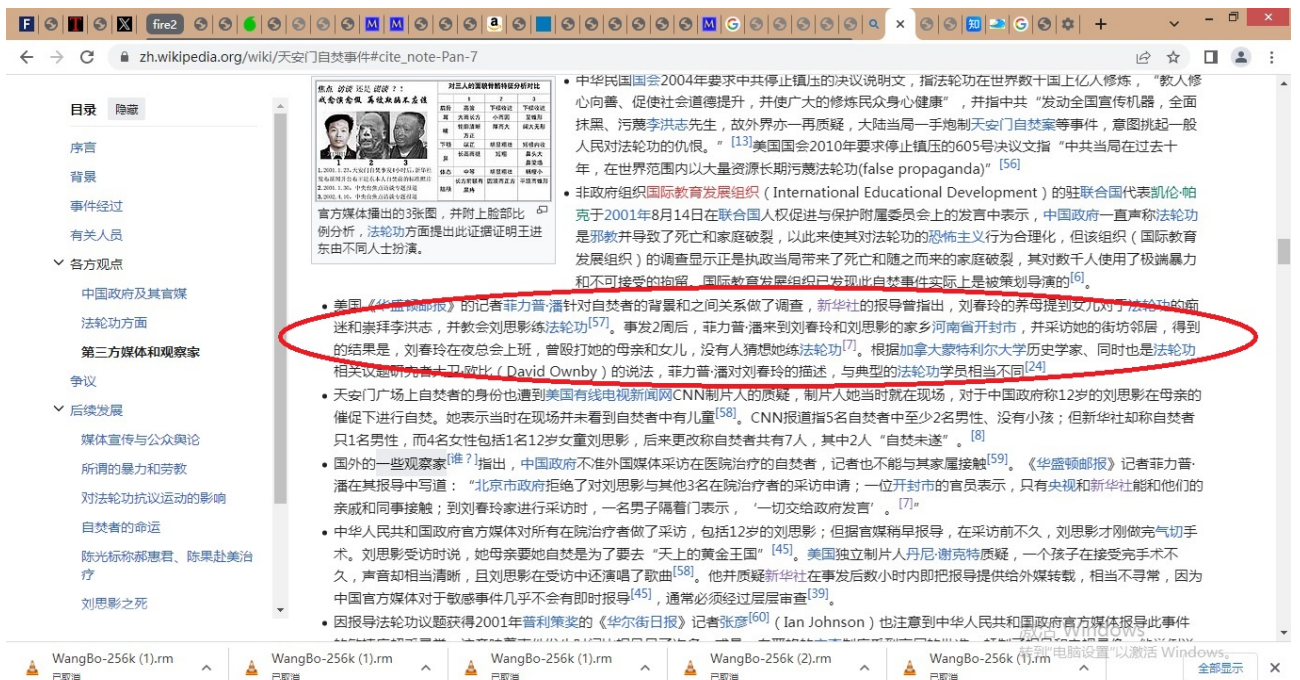 fire2
zh.wikipedia.org/wiki/天安门自焚事件#cite_note-Pan-7
目录 隐藏
序言
背景
事件经过
有关人员
各方观点
中国政府及其官媒
法轮功方面
第三方媒体和观察家
争议
后续发展
媒体宣传与公众舆论
所谓的暴力和劳教
对法轮功抗议运动的影响
自焚者的命运
陈光标称郝惠君、陈果赴美治
疗
刘思影之死
焦点访谈 还是 谎谈 ？！
对三人的面貌骨骼特征分析对比
1 2 3
官方媒体播出的3张图，并附上脸部比
例分析，法轮功方面提出此证据证明王进
东由不同人士扮演。
中华民国国会2004年要求中共停止镇压的决议说明文，指法轮功在世界数十国上亿人修炼，“教人修
心向善、促使社会道德提升，并使广大的修炼民众身心健康”，并指中共“发动全国宣传机器，全面
抹黑、污蔑李洪志先生，故外界亦一再质疑，大陆当局一手炮制天安门自焚案等事件，意图挑起一般
人民对法轮功的仇恨。”[13]美国国会2010年要求停止镇压的605号决议文指“中共当局在过去十
年，在世界范围内以大量资源长期污蔑法轮功(false propaganda)”[56]
非政府组织国际教育发展组织（International Educational Development）的驻联合国代表凯伦·帕
克于2001年8月14日在联合国人权促进与保护附属委员会上的发言中表示，中国政府一直声称法轮功
是邪教并导致了死亡和家庭破裂，以此来使其对法轮功的恐怖主义行为合理化，但该组织（国际教育
发展组织）的调查显示正是执政当局带来了死亡和随之而来的家庭破裂，其对数千人使用了极端暴力
和不可接受的拘留。国际教育发展组织已发现此自焚事件实际上是被策划导演的[6]。
美国《华盛顿邮报》的记者菲力普·潘针对自焚者的背景和之间关系做了调查，新华社的报导曾指出，刘春玲的养母提到女儿对于法轮功的痴
迷和崇拜李洪志，并教会刘思影练法轮功[57]。事发2周后，菲力普·潘来到刘春玲和刘思影的家乡河南省开封市，并采访她的街坊邻居，得到
的结果是，刘春玲在夜总会上班，曾殴打她的母亲和女儿，没有人猜想她练法轮功[7]。根据加拿大蒙特利尔大学历史学家、同时也是法轮功
相关议题研究者大卫·欧比（David Ownby）的说法，菲力普·潘对刘春玲的描述，与典型的法轮功学员相当不同[24]
天安门广场上自焚者的身份也遭到美国有线电视新闻网CNN制片人的质疑，制片人她当时就在现场，对于中国政府称12岁的刘思影在母亲的
催促下进行自焚。她表示当时在现场并未看到自焚者中有儿童[58]。CNN报道指5名自焚者中至少2名男性、没有小孩；但新华社却称自焚者
只1名男性，而4名女性包括1名12岁女童刘思影，后来更改称自焚者共有7人，其中2人“自焚未遂”。[8]
国外的一些观察家[谁？]指出，中国政府不准外国媒体采访在医院治疗的自焚者，记者也不能与其家属接触[59]。《华盛顿邮报》记者菲力普·
潘在其报导中写道：“北京市政府拒绝了对刘思影与其他3名在院治疗者的采访申请；一位开封市的官员表示，只有央视和新华社能和他们的
亲戚和同事接触；到刘春玲家进行采访时，一名男子隔着门表示，‘一切交给政府发言’。[7]”
中华人民共和国政府官方媒体对所有在院治疗者做了采访，包括12岁的刘思影；但据官媒稍早报导，在采访前不久，刘思影才刚做完气切手
术。刘思影受访时说，她母亲要她自焚是为了要去“天上的黄金王国”[45]。美国独立制片人丹尼·谢克特质疑，一个孩子在接受完手术不
久，声音却相当清晰，且刘思影在受访中还演唱了歌曲[58]。他并质疑新华社在事发后数小时内即把报导提供给外媒转载，相当不寻常，因为
中国官方媒体对于敏感事件几乎不会有即时报导[45]，通常必须经过层层审查[39]。
因报导法轮功议题获得2001年普利策奖的《华尔街日报》记者张彦[60]（Ian Johnson）也注意到中华人民共和国政府官方媒体报导此事件
激活 Windows
转到"电脑设置"以激活 Windows。
WangBo-256k (1).rm
已取消
WangBo-256k (1).rm
已取消
WangBo-256k (1).rm
已取消
WangBo-256k (2).rm
已取消
WangBo-256k (1).rm
已取消
全部显示